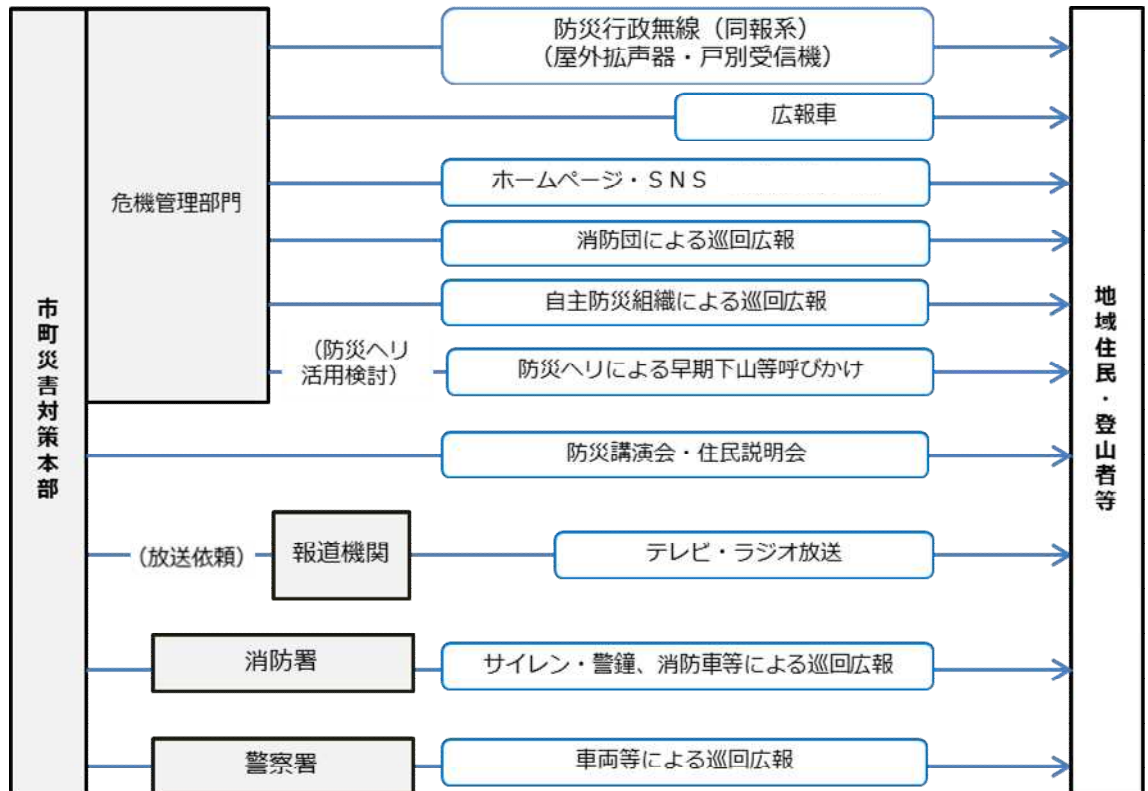 市町災害対策本部
危機管理部門
防災行政無線（同報系）
（屋外拡声器・戸別受信機）
広報車
ホームページ・ＳＮＳ
消防団による巡回広報
自主防災組織による巡回広報
（防災ヘリ
活用検討）
防災ヘリによる早期下山等呼びかけ
防災講演会・住民説明会
（放送依頼）
報道機関
テレビ・ラジオ放送
消防署
サイレン・警鐘、消防車等による巡回広報
警察署
車両等による巡回広報
地域住民・登山者等